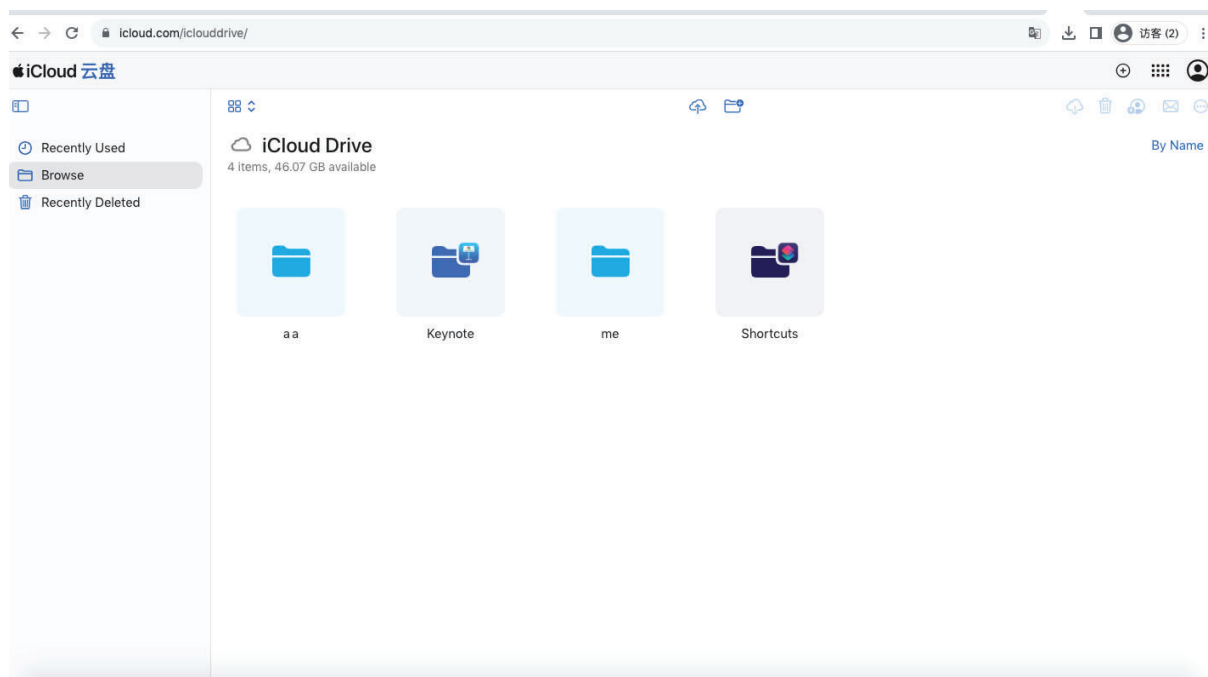 icloud.com/iclouddrive/
访客 (2)
iCloud 云盘
Recently Used
Browse
Recently Deleted
iCloud Drive
4 items, 46.07 GB available
By Name
a a
Keynote
me
Shortcuts